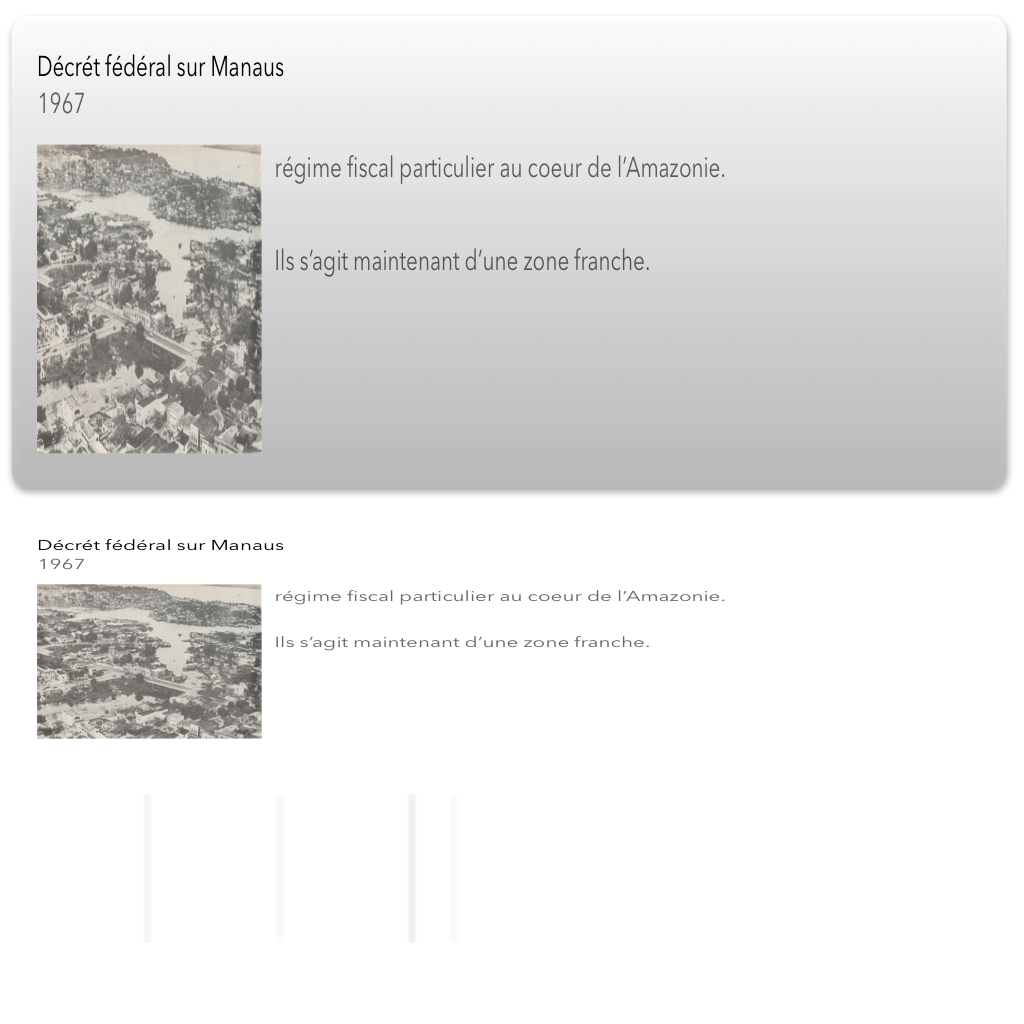 Décrét fédéral sur Manaus
1967
régime fiscal particulier au coeur de l’Amazonie.
Ils s’agit maintenant d’une zone franche.
Décrét fédéral sur Manaus
1967
régime fiscal particulier au coeur de l’Amazonie.
Ils s’agit maintenant d’une zone franche.